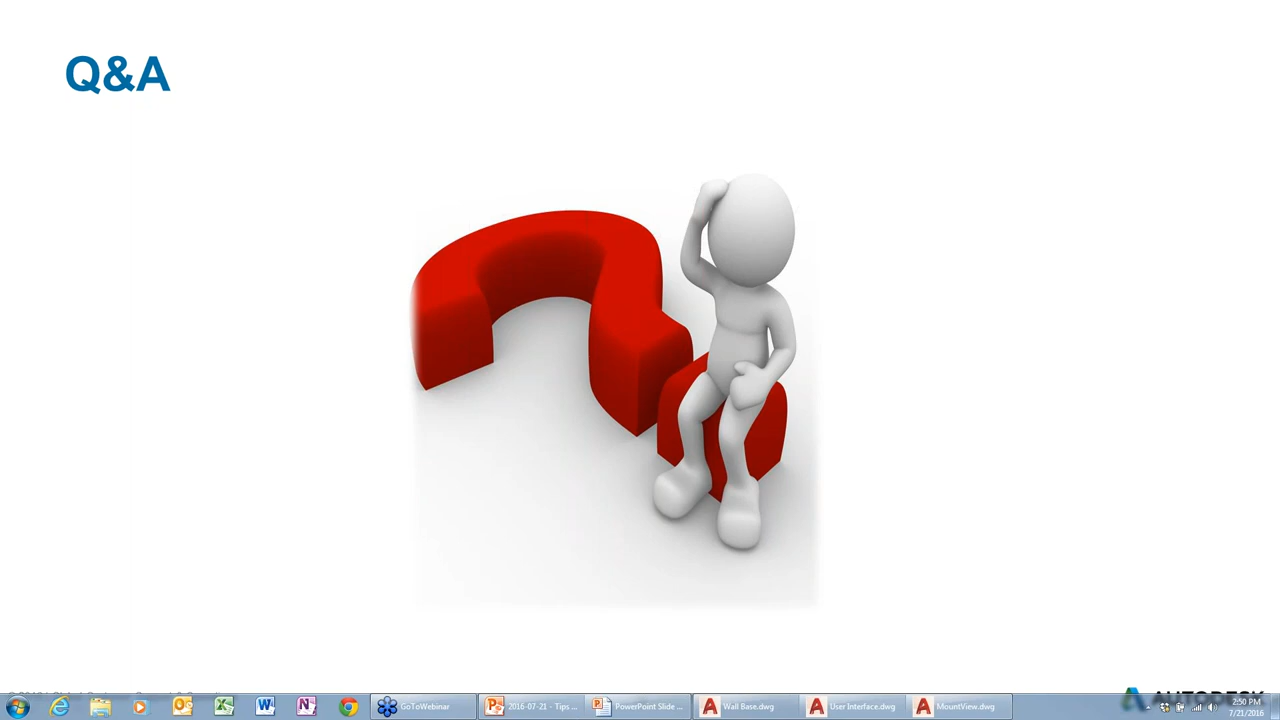 Q&A
AUTODESK
GoToWebinar
2016-07-21 - Tips ...
PowerPoint Slide ...
Wall Base.dwg
User Interface.dwg
MountView.dwg
2:50 PM
7/21/2016